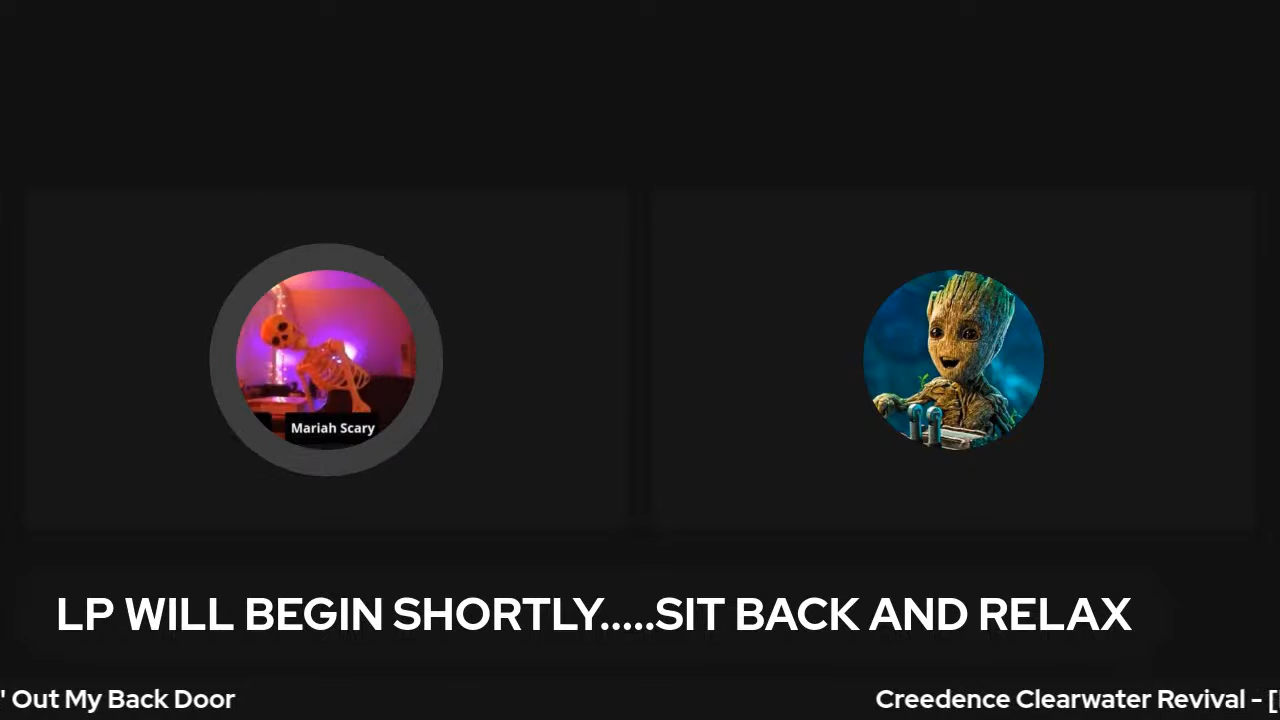 Mariah Scary
LP WILL BEGIN SHORTLY.....SIT BACK AND RELAX
' Out My Back Door
Creedence Clearwater Revival - [